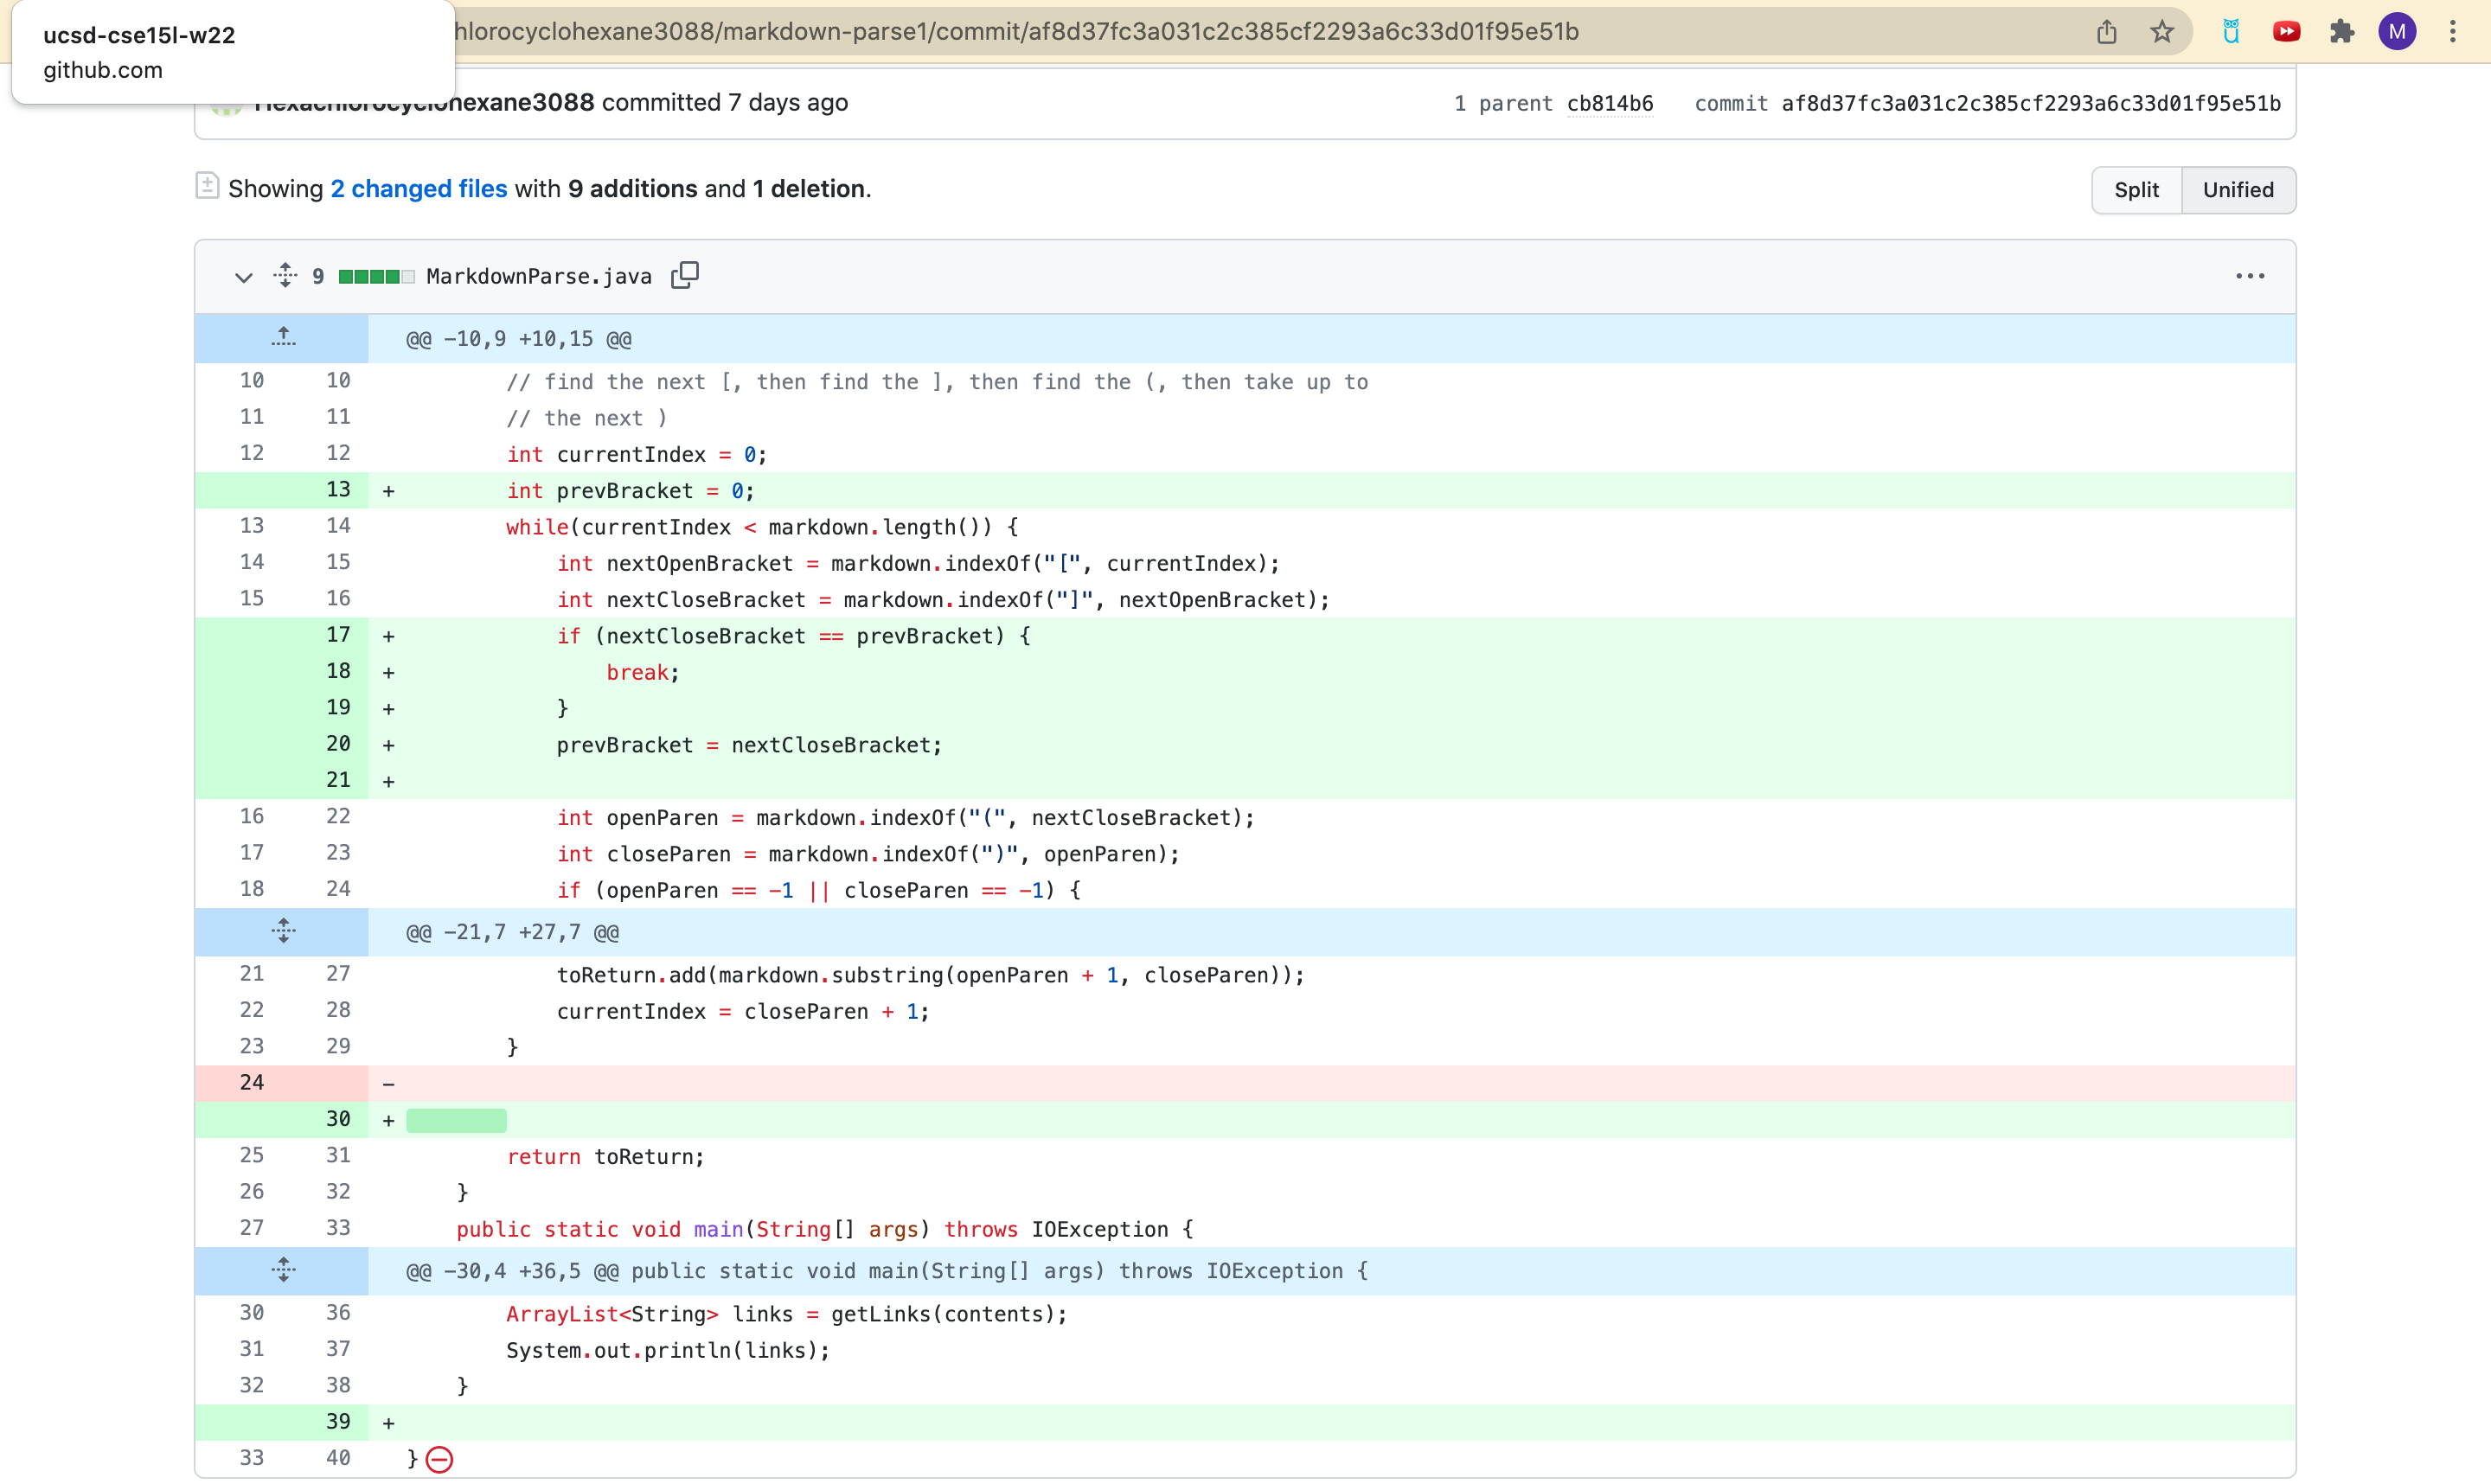 ucsd-cse15l-w22
github.com
hlorocyclohexane3088/markdown-parse1/commit/af8d37fc3a031c2c385cf2293a6c33d01f95e51b
M
Hexachlorocyclohexane3088 committed 7 days ago
1 parent cb814b6 commit af8d37fc3a031c2c385cf2293a6c33d01f95e51b
Showing 2 changed files with 9 additions and 1 deletion.
Split Unified
9 MarkdownParse.java
@@ -10,9 +10,15 @@
10 10 // find the next [, then find the ], then find the (, then take up to
11 11 // the next )
12 12 int currentIndex = 0;
13 + int prevBracket = 0;
13 14 while(currentIndex < markdown.length()) {
14 15 int nextOpenBracket = markdown.indexOf("[", currentIndex);
15 16 int nextCloseBracket = markdown.indexOf("]", nextOpenBracket);
17 + if (nextCloseBracket == prevBracket) {
18 + break;
19 + }
20 + prevBracket = nextCloseBracket;
21 +
16 22 int openParen = markdown.indexOf("(", nextCloseBracket);
17 23 int closeParen = markdown.indexOf(")", openParen);
18 24 if (openParen == -1 || closeParen == -1) {
@@ -21,7 +27,7 @@
21 27 toReturn.add(markdown.substring(openParen + 1, closeParen));
22 28 currentIndex = closeParen + 1;
23 29 }
24 -
30 +
25 31 return toReturn;
26 32 }
27 33 public static void main(String[] args) throws IOException {
@@ -30,4 +36,5 @@ public static void main(String[] args) throws IOException {
30 36 ArrayList<String> links = getLinks(contents);
31 37 System.out.println(links);
32 38 }
39 +
33 40 }